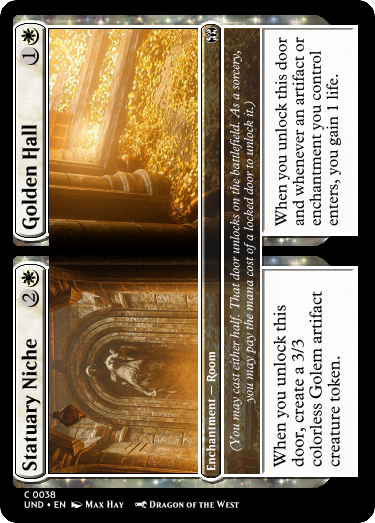 Statuary Niche 2
When you unlock this
door, create a 3/3
colorless Golem artifact
creature token.
Golden Hall 1
When you unlock this door
and whenever an artifact or
enchantment you control
enters, you gain 1 life.
Enchantment – Room
(You may cast either half. That door unlocks on the battlefield. As a sorcery,
you may pay the mana cost of a locked door to unlock it.)
C 0038
UND • EN Max Hay Dragon of the West